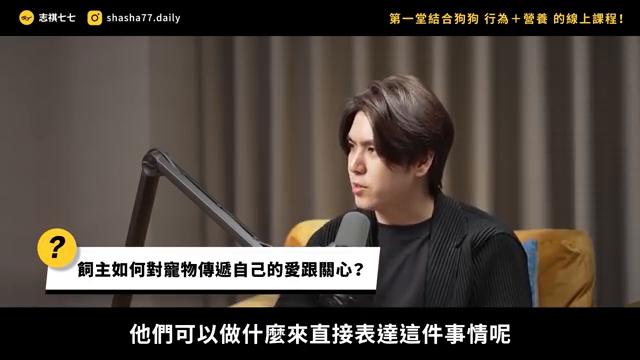 志祺七七 shasha77.daily 第一堂結合狗狗 行為＋營養 的線上課程！
? 飼主如何對寵物傳遞自己的愛跟關心？
他們可以做什麼來直接表達這件事情呢